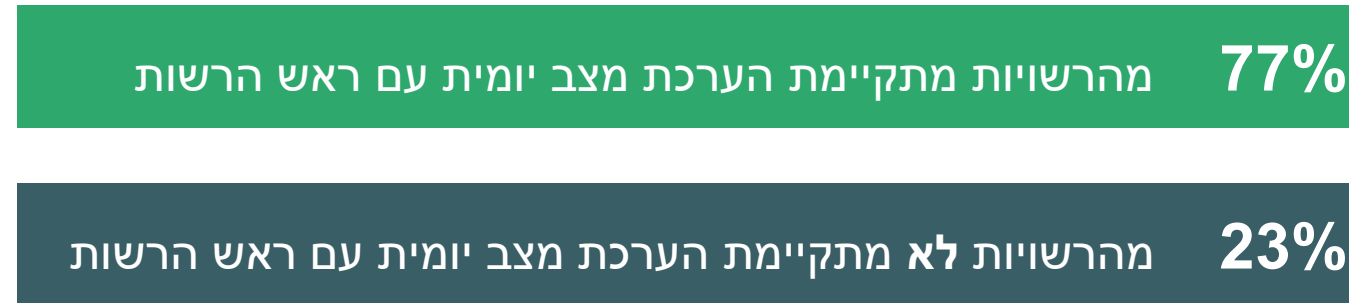 77% מהרשויות מתקיימת הערכת מצב יומית עם ראש הרשות
23% מהרשויות לא מתקיימת הערכת מצב יומית עם ראש הרשות